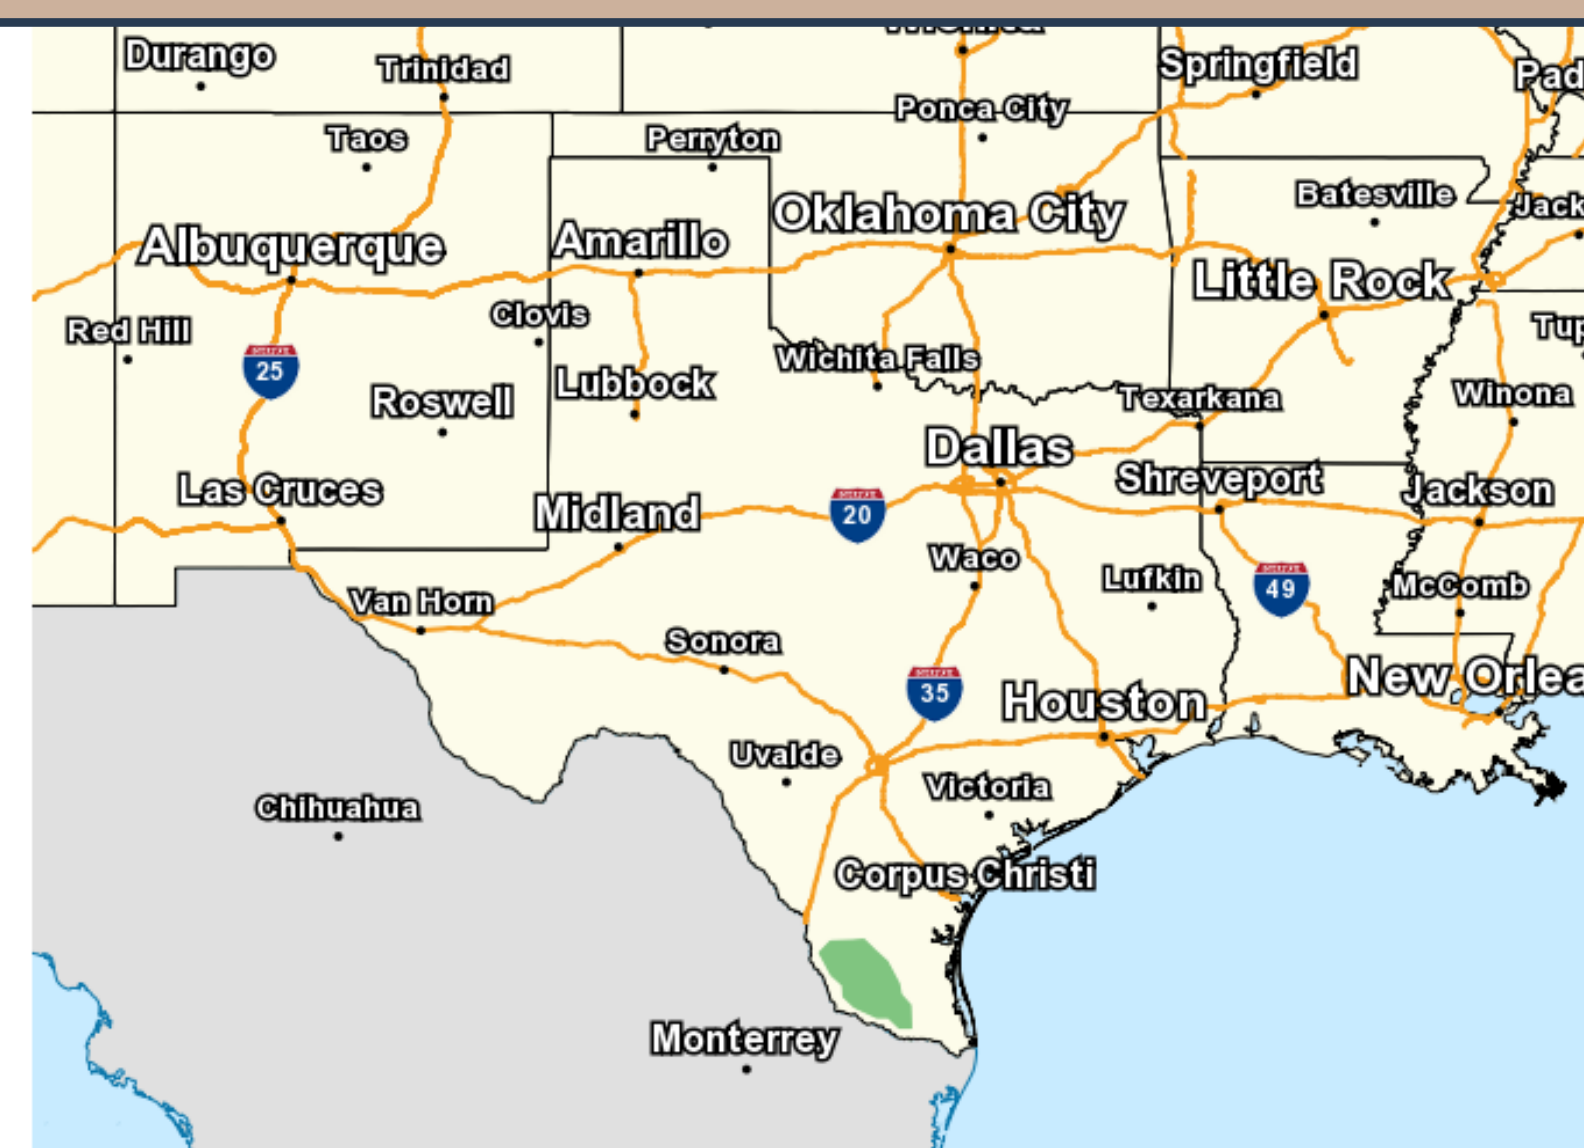 Durango
Trinidad
Springfield
Ponca City
Taos
Perryton
Batesville
Oklahoma City
Albuquerque
Amarillo
Little Rock
Clovis
Red Hill
Wichita Falls
25
Lubbock
Roswell
Texarkana
Winona
Dallas
Shreveport
Las Cruces
Jackson
Midland
20
Waco
Lufkin
49
McComb
Van Horn
Sonora
New Orlea
35
Houston
Uvalde
Victoria
Chihuahua
Corpus Christi
Monterrey